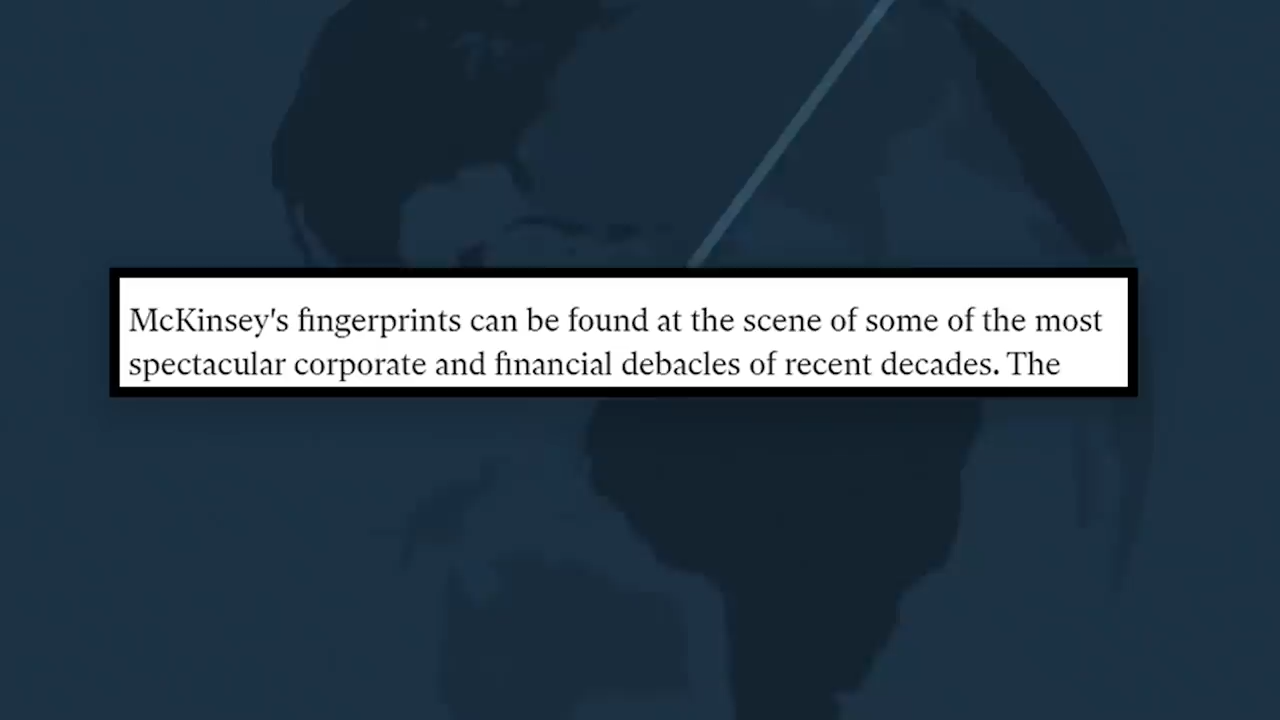 McKinsey's fingerprints can be found at the scene of some of the most
spectacular corporate and financial debacles of recent decades. The